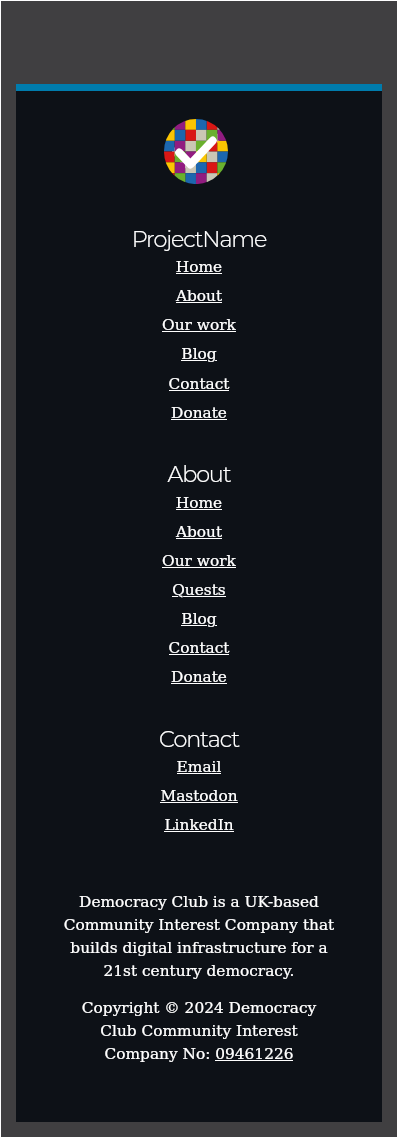 ProjectName
Home
About
Our work
Blog
Contact
Donate
About
Home
About
Our work
Quests
Blog
Contact
Donate
Contact
Email
Mastodon
LinkedIn
Democracy Club is a UK-based
Community Interest Company that
builds digital infrastructure for a
21st century democracy.
Copyright © 2024 Democracy
Club Community Interest
Company No: 09461226